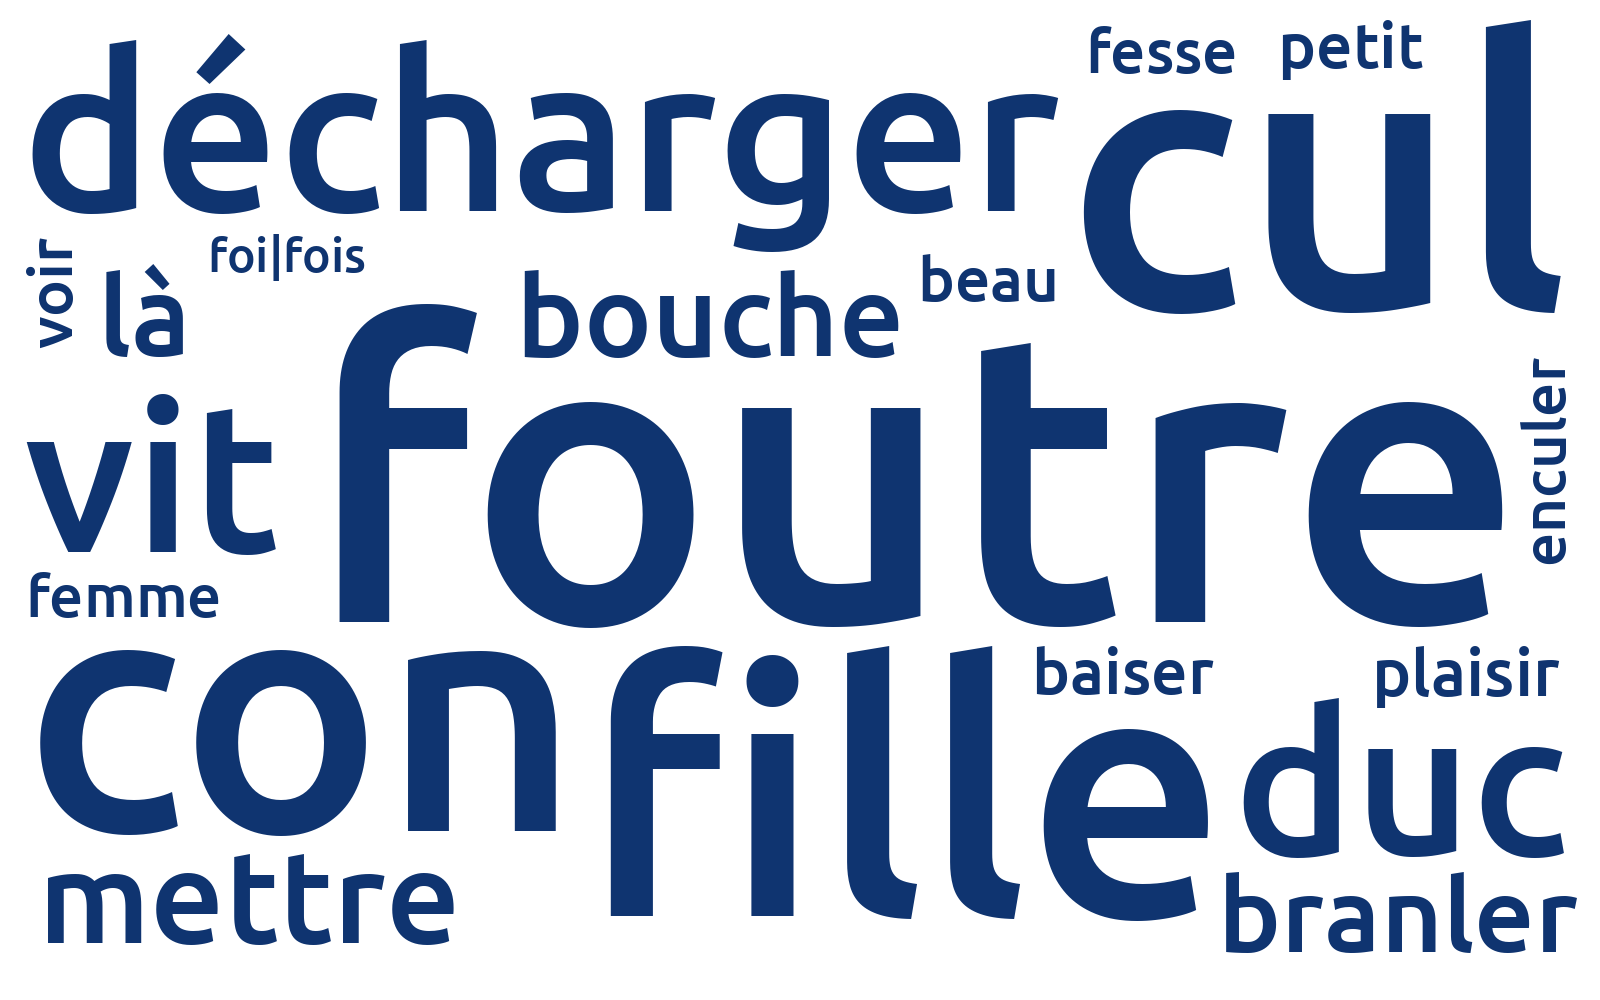 décharger
fesse
petit
cul
voir
là
foi|fois
bouche
beau
vit
foutre
enculer
femme
con
fille
baiser
plaisir
duc
mettre
branler